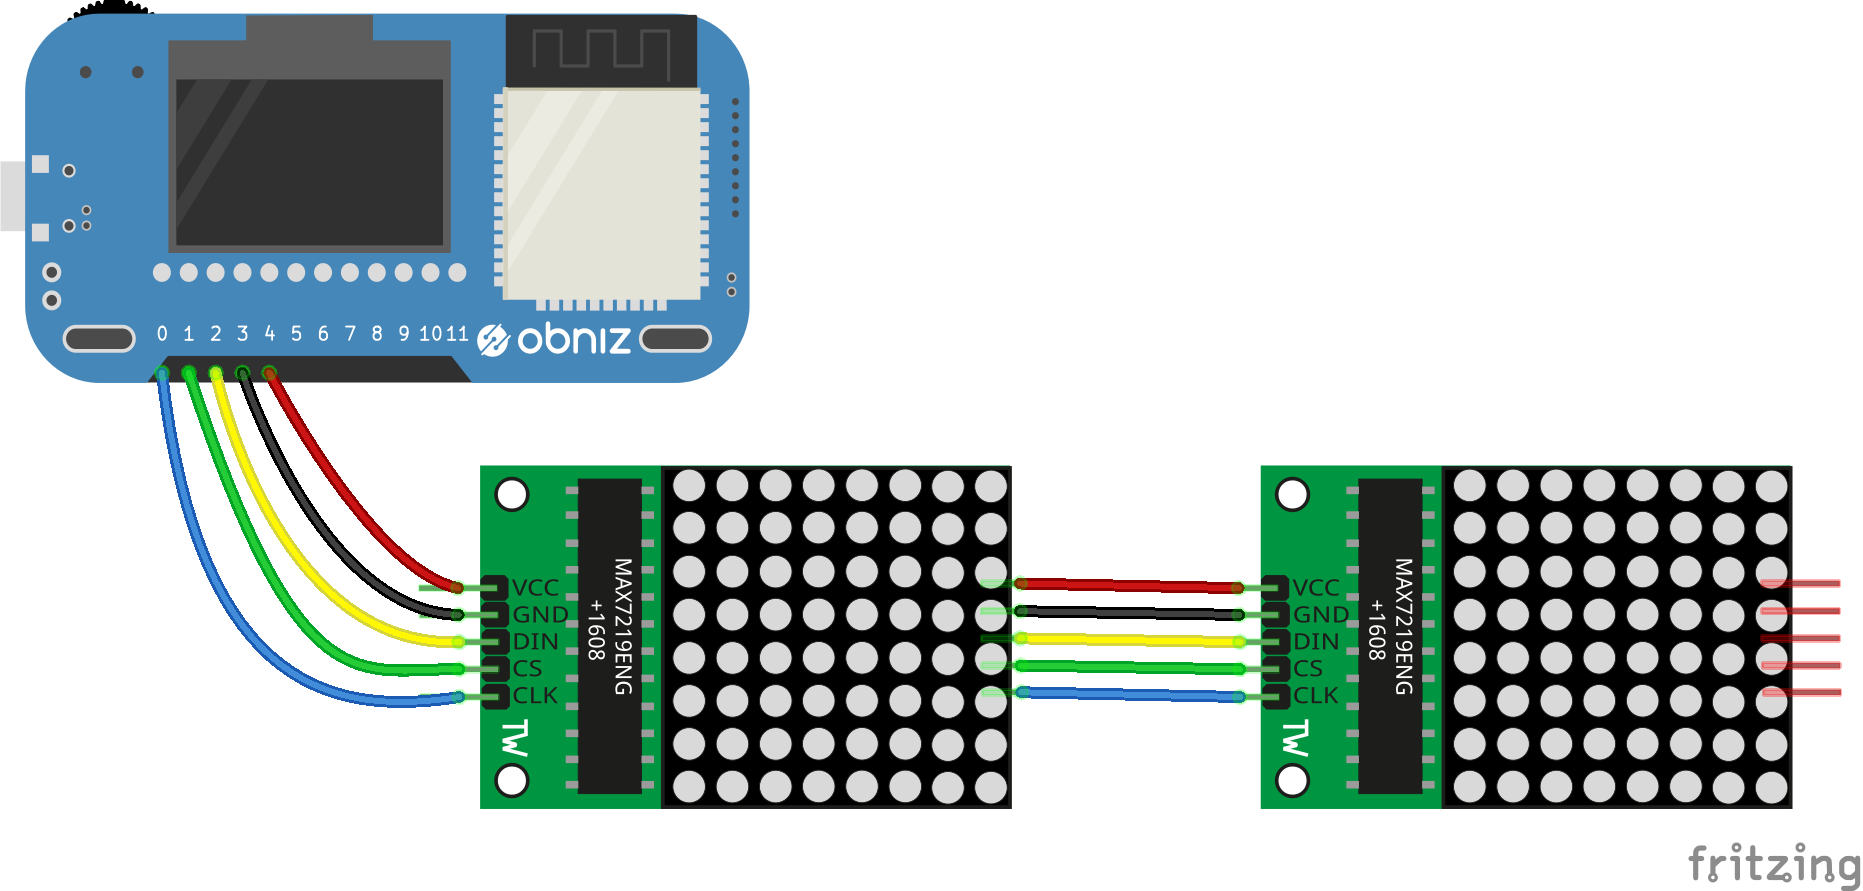 0 1 2 3 4 5 6 7 8 9 10 11
obniz
VCC
GND
DIN
CS
CLK
MAX7219ENG
+1608
TW
VCC
GND
DIN
CS
CLK
MAX7219ENG
+1608
TW
fritzing